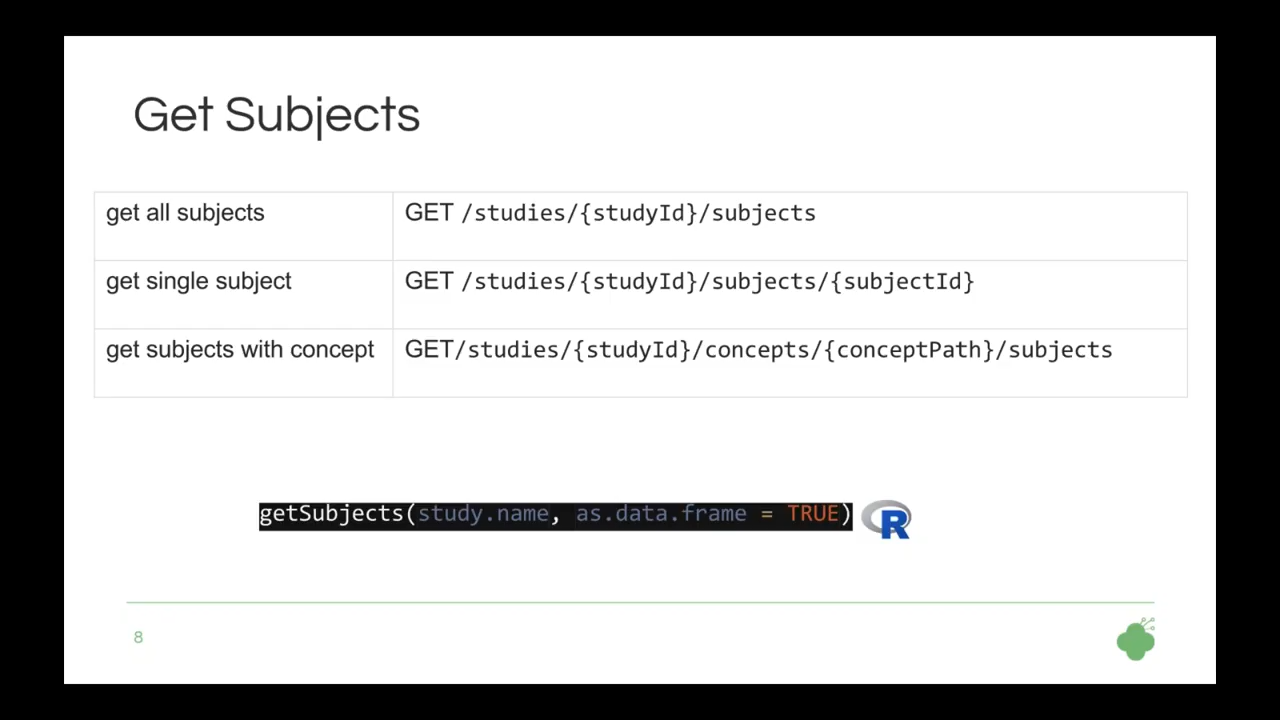 Get Subjects
get all subjects GET /studies/{studyId}/subjects
get single subject GET /studies/{studyId}/subjects/{subjectId}
get subjects with concept GET/studies/{studyId}/concepts/{conceptPath}/subjects
getSubjects(study.name, as.data.frame = TRUE) R
8